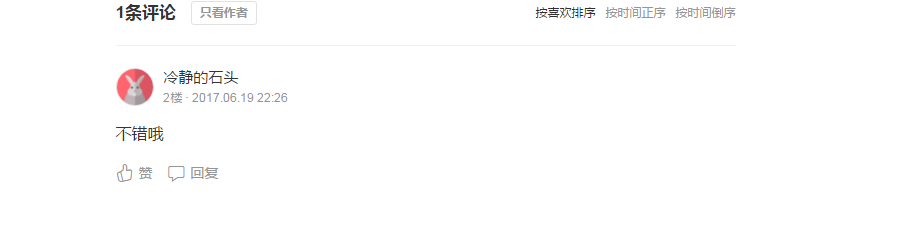 1条评论 只看作者 按喜欢排序 按时间正序 按时间倒序
冷静的石头
2楼 · 2017.06.19 22:26
不错哦
赞 回复